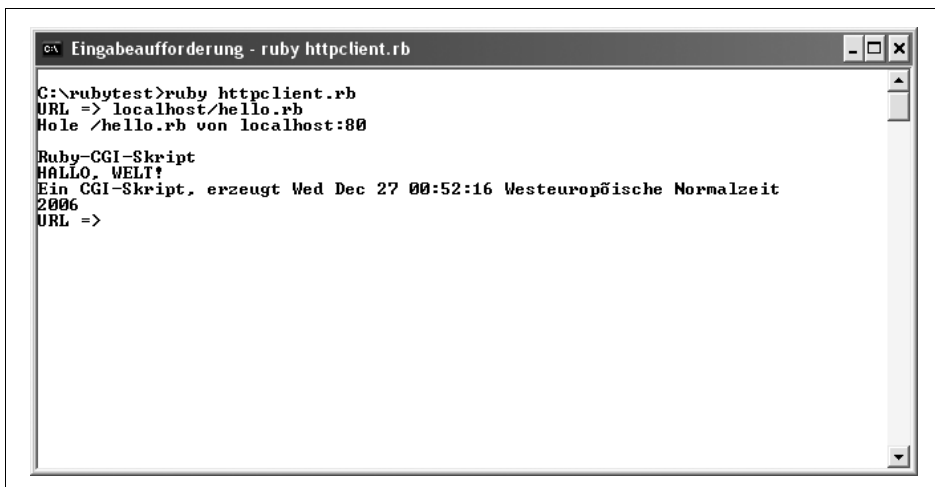 Eingabeaufforderung - ruby httpclient.rb
C:\rubytest>ruby httpclient.rb
URL => localhost/hello.rb
Hole /hello.rb von localhost:80
Ruby-CGI-Skript
HALLO, WELT!
Ein CGI-Skript, erzeugt Wed Dec 27 00:52:16 Westeuropõische Normalzeit
2006
URL =>